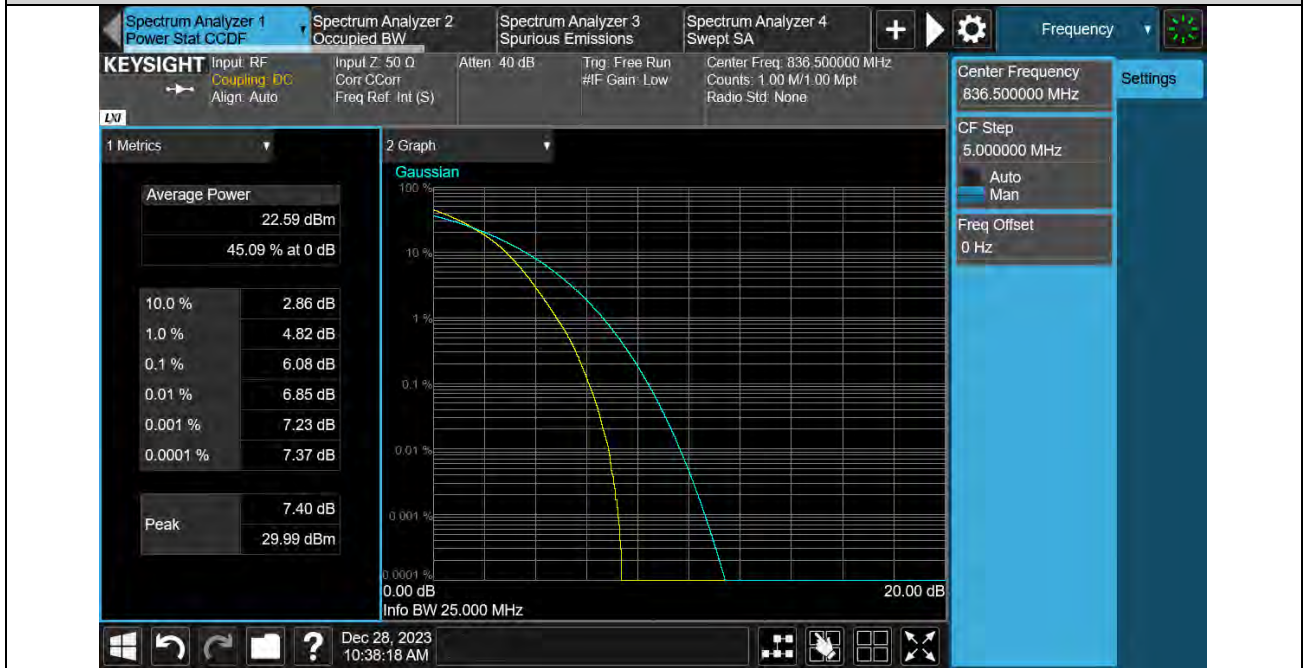 Spectrum Analyzer 1
Power Stat CCDF
Spectrum Analyzer 2
Occupied BW
Spectrum Analyzer 3
Spurious Emissions
Spectrum Analyzer 4
Swept SA
+
Frequency
KEYSIGHT
LXI
Input: RF
Coupling: DC
Align: Auto
Input Z: 50 Ω
Corr CCorr
Freq Ref: Int (S)
Atten: 40 dB
Trig: Free Run
#IF Gain: Low
Center Freq: 836.500000 MHz
Counts: 1.00 M/1.00 Mpt
Radio Std: None
Center Frequency
836.500000 MHz
Settings
CF Step
5.000000 MHz
Auto
Man
Freq Offset
0 Hz
1 Metrics
Average Power
22.59 dBm
45.09 % at 0 dB
10.0 % 2.86 dB
1.0 % 4.82 dB
0.1 % 6.08 dB
0.01 % 6.85 dB
0.001 % 7.23 dB
0.0001 % 7.37 dB
Peak
7.40 dB
29.99 dBm
2 Graph
Gaussian
100 %
10 %
1 %
0.1 %
0.01 %
0.001 %
0.0001 %
0.00 dB
20.00 dB
Info BW 25.000 MHz
?
Dec 28, 2023
10:38:18 AM